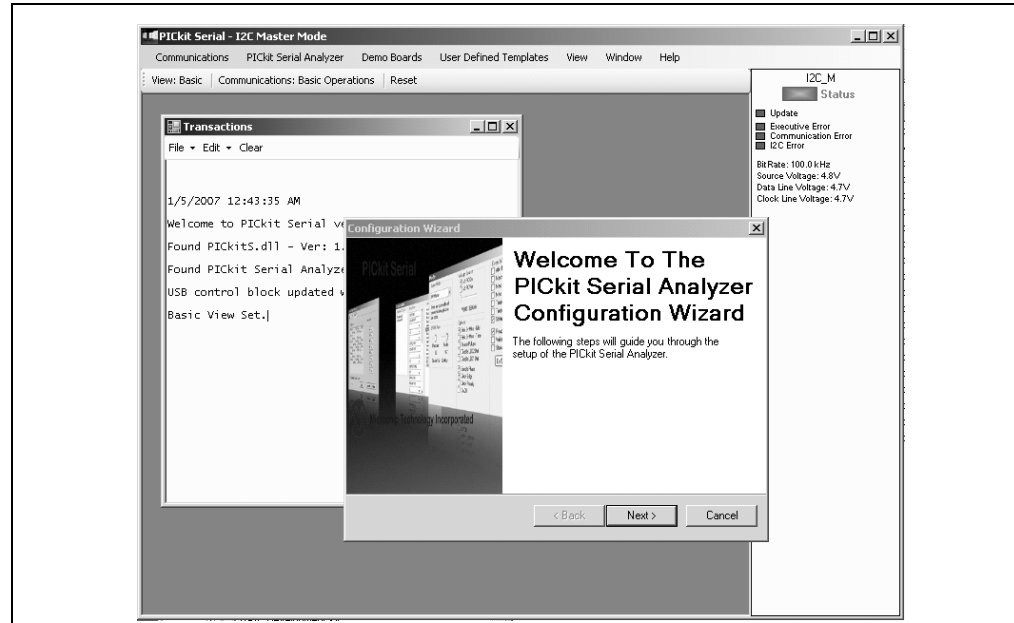 PICkit Serial - I2C Master Mode
Communications PICkit Serial Analyzer Demo Boards User Defined Templates View Window Help
View: Basic Communications: Basic Operations Reset
I2C_M
Status
Update
Executive Error
Communication Error
I2C Error
Bit Rate: 100.0 kHz
Source Voltage: 4.8V
Data Line Voltage: 4.7V
Clock Line Voltage: 4.7V
Transactions
File Edit Clear
1/5/2007 12:43:35 AM
Welcome to PICkit Serial
Found PICkitS.dll - Ver: 1.
Found PICkit Serial
USB control block updated
Basic View Set.
Configuration Wizard
PICkit Serial
Microchip Technology Incorporated
Welcome To The
PICkit Serial Analyzer
Configuration Wizard
The following steps will guide you through the
setup of the PICkit Serial Analyzer.
< Back Next > Cancel